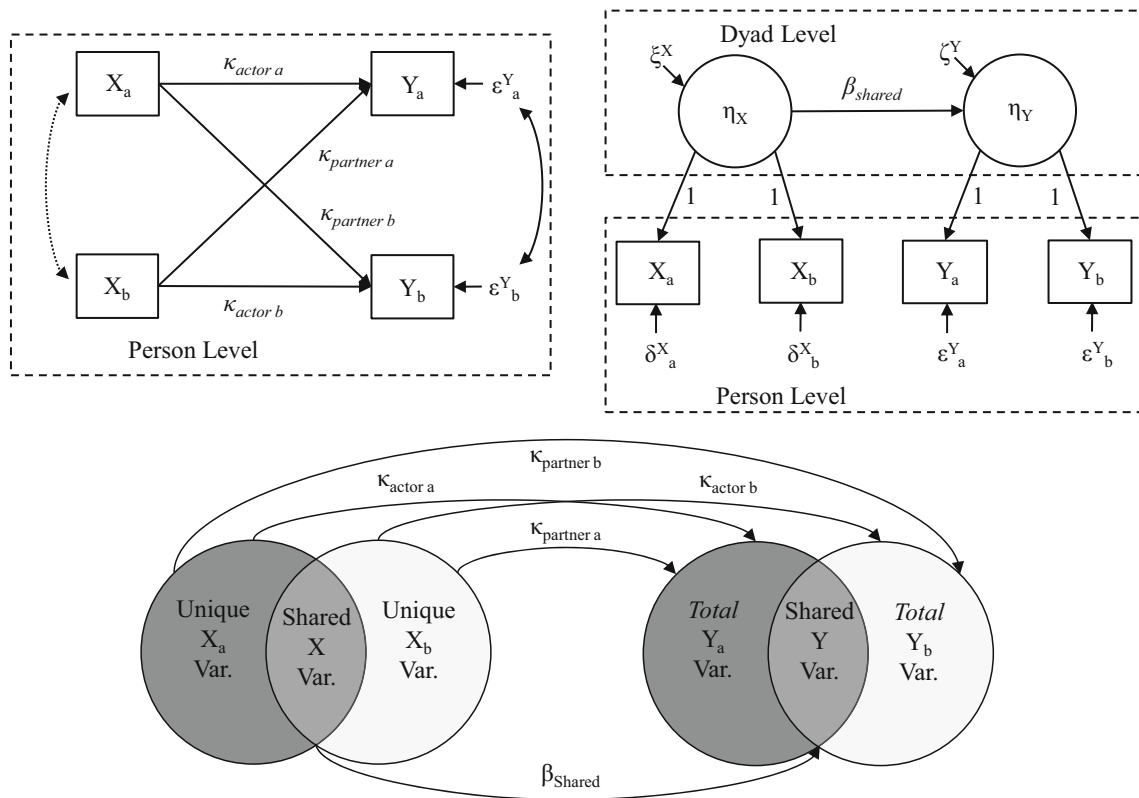 X_a
κ_actor a
Y_a
ε^Y_a
κ_partner a
κ_partner b
X_b
κ_actor b
Y_b
ε^Y_b
Person Level
Dyad Level
ξ^X
ζ^Y
η_X
β_shared
η_Y
1
1
1
1
X_a
X_b
Y_a
Y_b
δ^X_a
δ^X_b
ε^Y_a
ε^Y_b
Person Level
κ_partner b
κ_actor a
κ_actor b
κ_partner a
Unique
X_a
Var.
Shared
X
Var.
Unique
X_b
Var.
Total
Y_a
Var.
Shared
Y
Var.
Total
Y_b
Var.
β_Shared